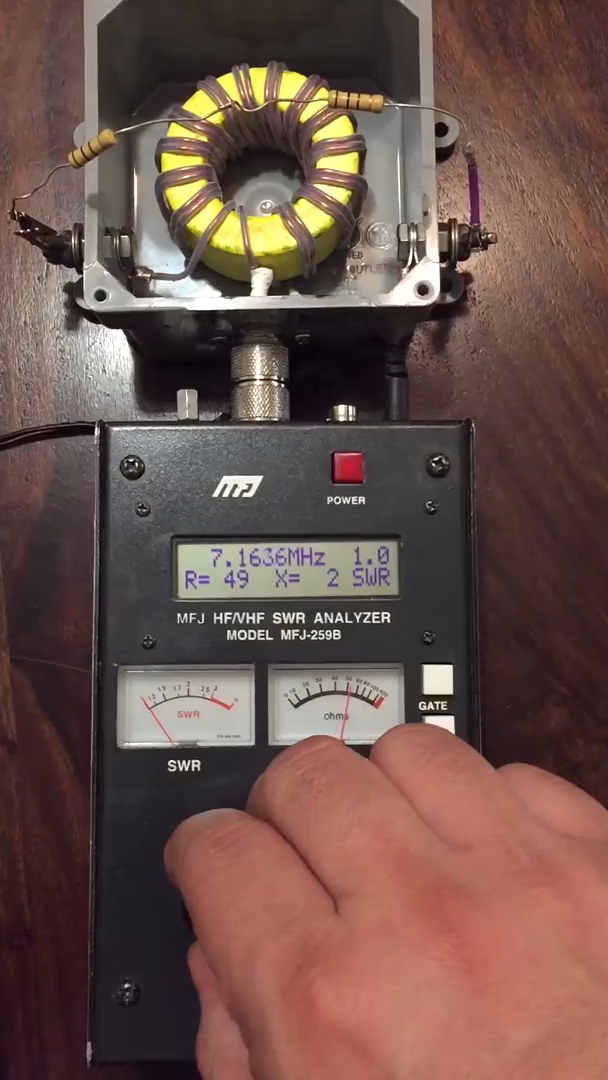 MFJ
POWER
7.1636MHz 1.0
R= 49 X= 2 SWR
MFJ HF/VHF SWR ANALYZER
MODEL MFJ-259B
SWR
ohms
GATE
SWR